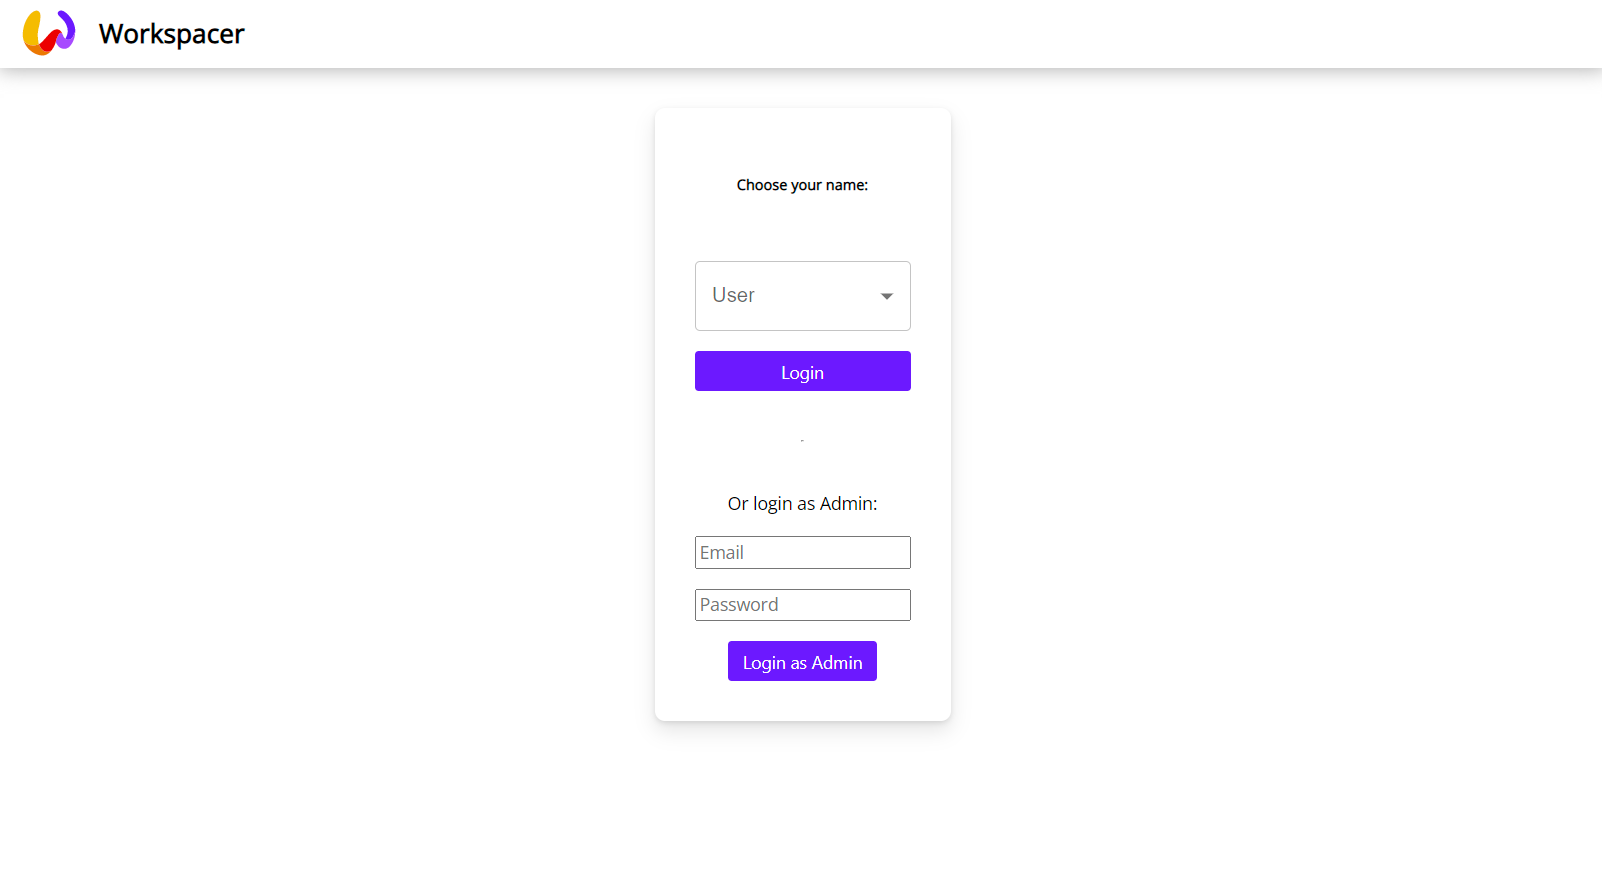 Workspacer
Choose your name:
User
Login
Or login as Admin:
Email
Password
Login as Admin